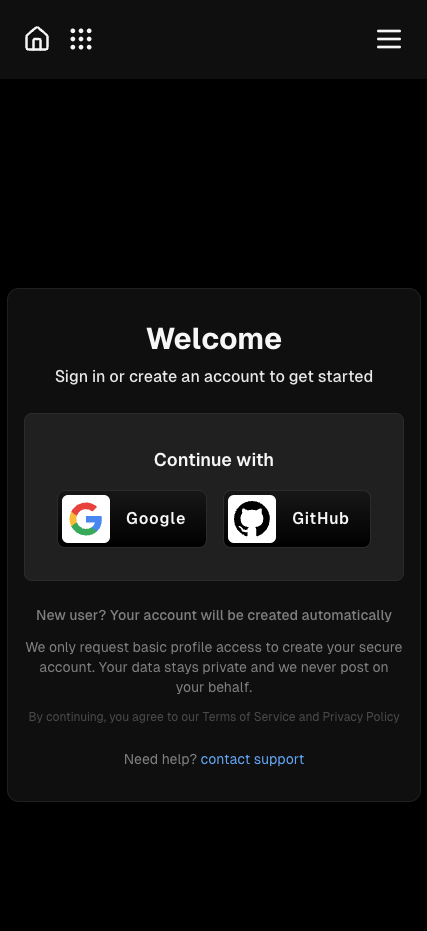 Welcome
Sign in or create an account to get started
Continue with
Google
GitHub
New user? Your account will be created automatically
We only request basic profile access to create your secure
account. Your data stays private and we never post on
your behalf.
By continuing, you agree to our Terms of Service and Privacy Policy
Need help? contact support